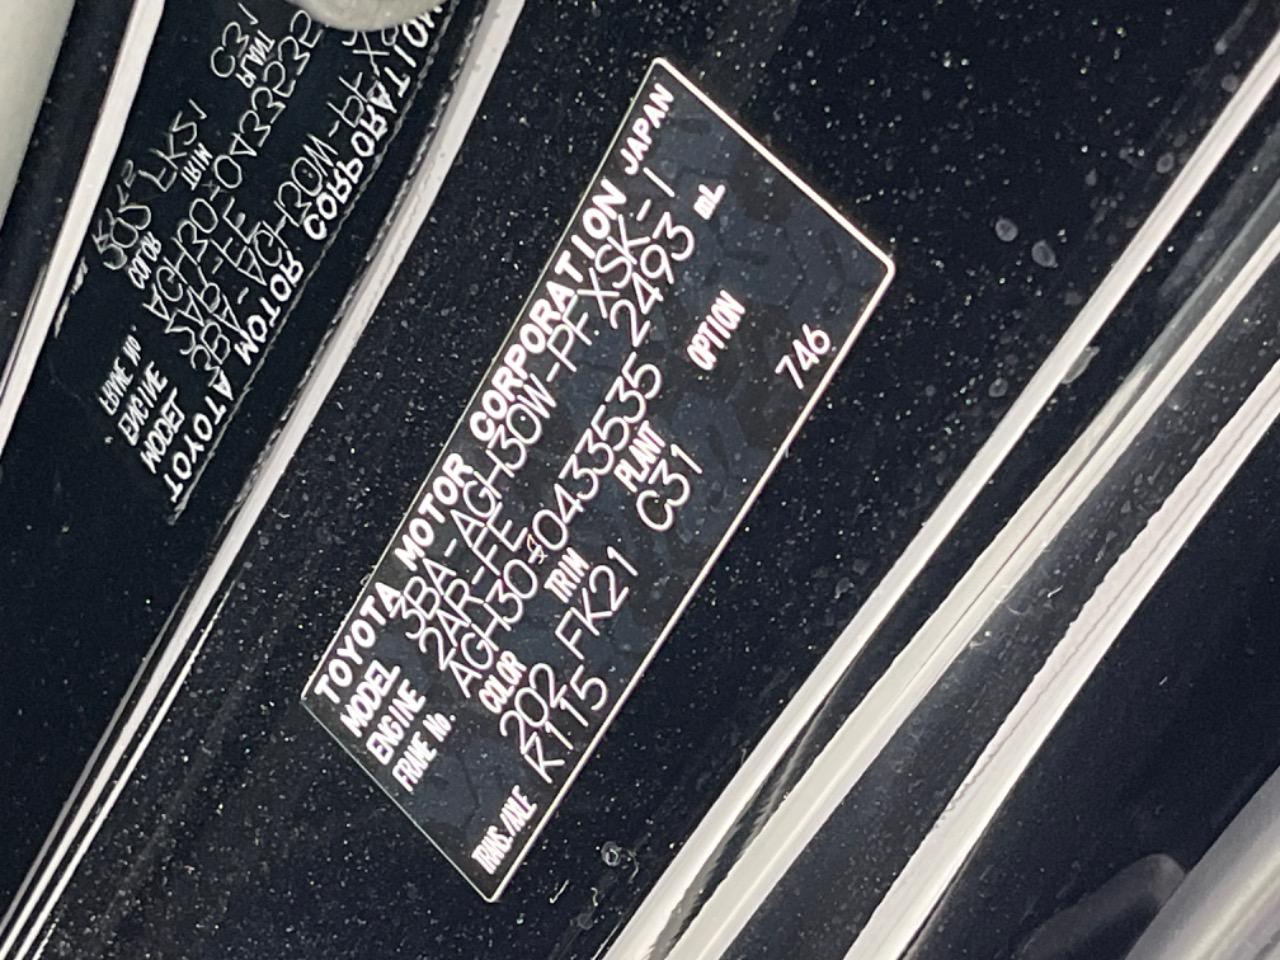 TOYOTA MOTOR CORPORATION JAPAN
MODEL 3BA-AGH30W-PFXSK-1
ENGINE 2AR-FE 2493 mL
FRAME No. AGH30-0433535
COLOR TRIM PLANT OPTION
202 FK21 C31
TRANS./AXLE K115 746